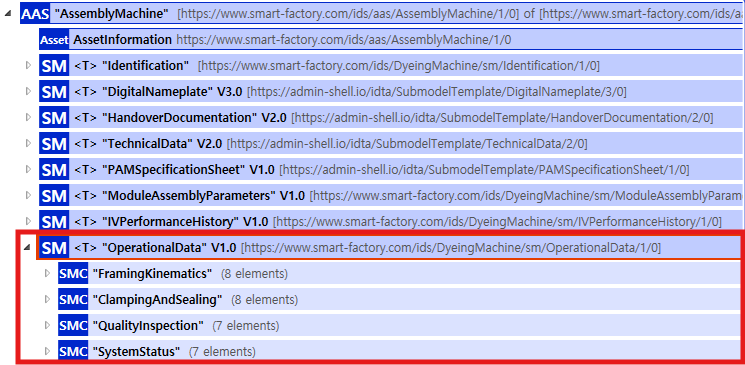 AAS "AssemblyMachine" [https://www.smart-factory.com/ids/aas/AssemblyMachine/1/0] of [https://www.smart-factory.com/ids/aa
Asset AssetInformation https://www.smart-factory.com/ids/aas/AssemblyMachine/1/0
SM <T> "Identification" [https://www.smart-factory.com/ids/DyeingMachine/sm/Identification/1/0]
SM <T> "DigitalNameplate" V3.0 [https://admin-shell.io/idta/SubmodelTemplate/DigitalNameplate/3/0]
SM <T> "HandoverDocumentation" V2.0 [https://admin-shell.io/idta/SubmodelTemplate/HandoverDocumentation/2/0]
SM <T> "TechnicalData" V2.0 [https://admin-shell.io/idta/SubmodelTemplate/TechnicalData/2/0]
SM <T> "PAMSpecificationSheet" V1.0 [https://admin-shell.io/idta/SubmodelTemplate/PAMSpecificationSheet/1/0]
SM <T> "ModuleAssemblyParameters" V1.0 [https://www.smart-factory.com/ids/DyeingMachine/sm/ModuleAssemblyParam
SM <T> "IVPerformanceHistory" V1.0 [https://www.smart-factory.com/ids/DyeingMachine/sm/IVPerformanceHistory/1/0]
SM <T> "OperationalData" V1.0 [https://www.smart-factory.com/ids/DyeingMachine/sm/OperationalData/1/0]
SMC "FramingKinematics" (8 elements)
SMC "ClampingAndSealing" (8 elements)
SMC "QualityInspection" (7 elements)
SMC "SystemStatus" (7 elements)